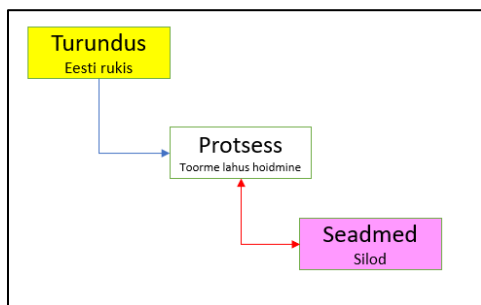 Turundus
Eesti rukis
Protsess
Toorme lahus hoidmine
Seadmed
Silod